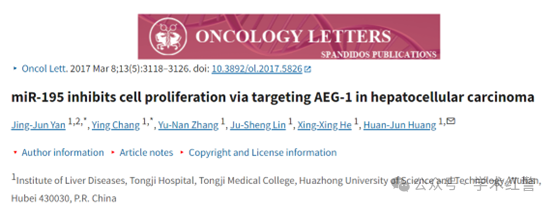 ONCOLOGY LETTERS
SPANDIDOS PUBLICATIONS
Oncol Lett. 2017 Mar 8;13(5):3118–3126. doi: 10.3892/ol.2017.5826
miR-195 inhibits cell proliferation via targeting AEG-1 in hepatocellular carcinoma
Jing-Jun Yan 1,2,*, Ying Chang 1,*, Yu-Nan Zhang 1, Ju-Sheng Lin 1, Xing-Xing He 1, Huan-Jun Huang 1,✉
Author information Article notes Copyright and License information
1Institute of Liver Diseases, Tongji Hospital, Tongji Medical College, Huazhong University of Science and Technology, Wuhan,
Hubei 430030, P.R. China
公众号 · 学术红警